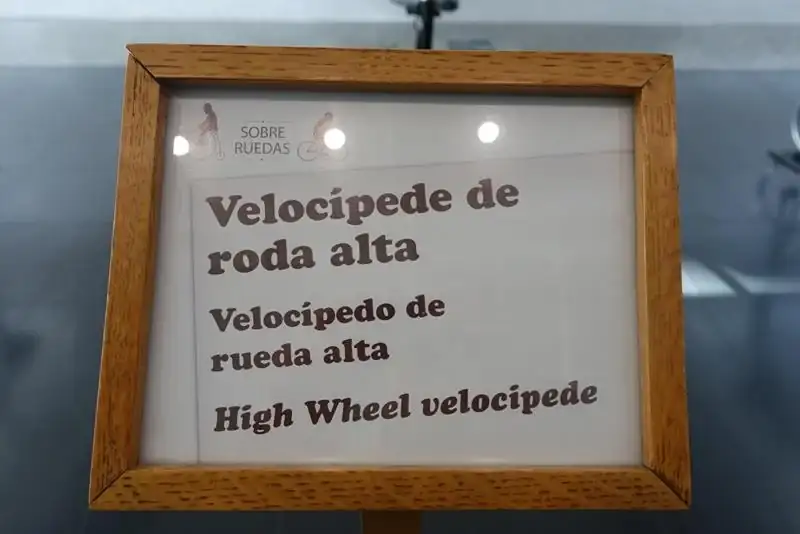 SOBRE
RUEDAS
Velocípede de
roda alta
Velocípedo de
rueda alta
High Wheel velocipede